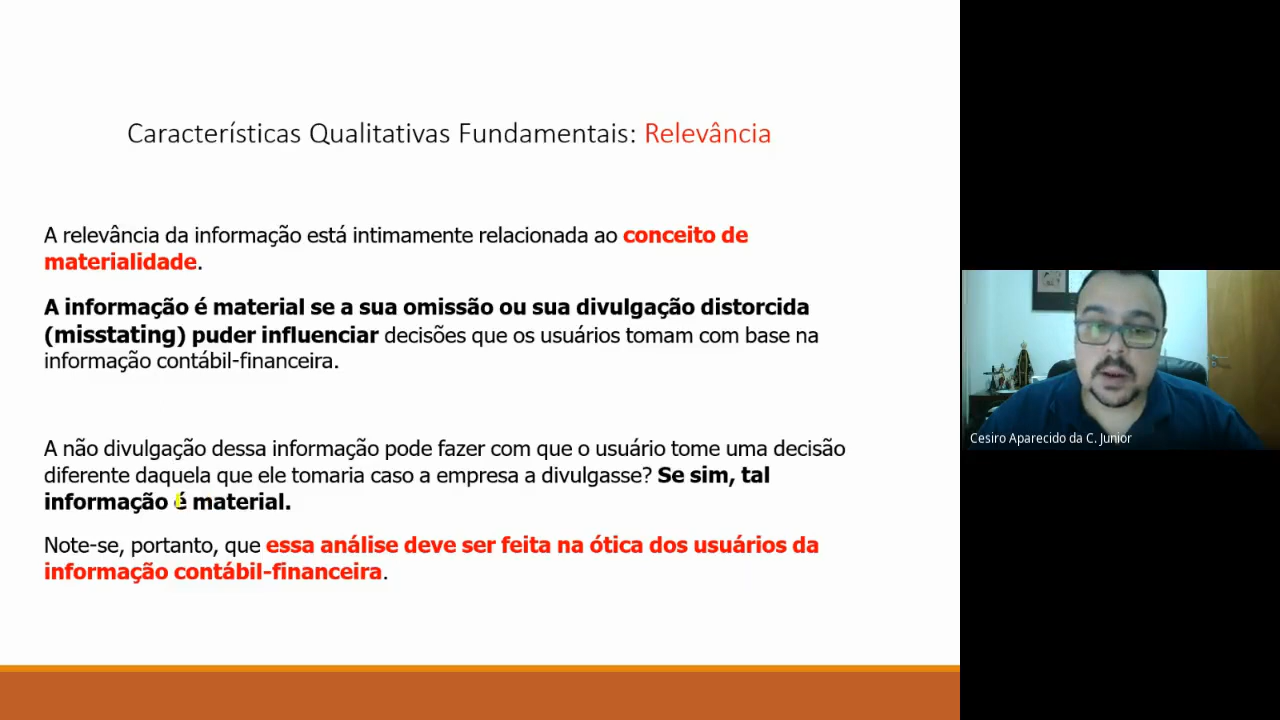 Características Qualitativas Fundamentais: Relevância
A relevância da informação está intimamente relacionada ao conceito de
materialidade.
A informação é material se a sua omissão ou sua divulgação distorcida
(misstating) puder influenciar decisões que os usuários tomam com base na
informação contábil-financeira.
A não divulgação dessa informação pode fazer com que o usuário tome uma decisão
diferente daquela que ele tomaria caso a empresa a divulgasse? Se sim, tal
informação é material.
Note-se, portanto, que essa análise deve ser feita na ótica dos usuários da
informação contábil-financeira.
Cesiro Aparecido da C. Junior